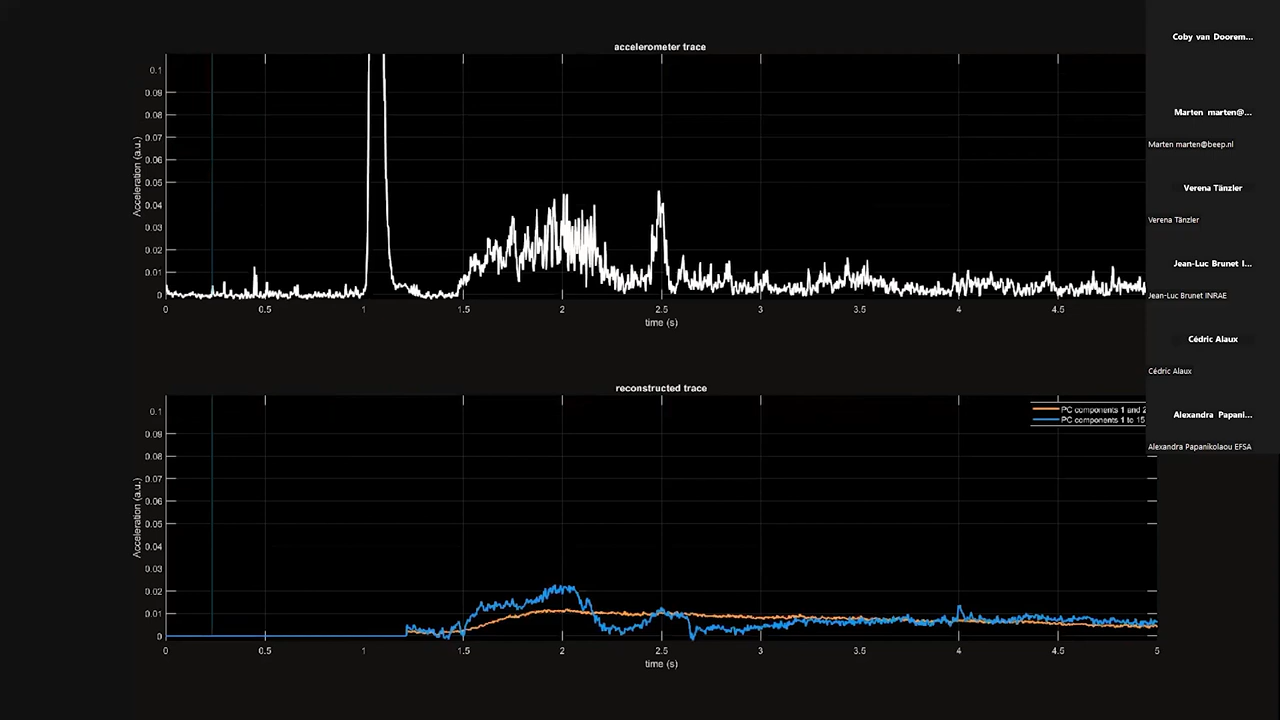 accelerometer trace
0.1
0.09
0.08
0.07
0.06
0.05
0.04
0.03
0.02
0.01
0
Acceleration (a.u.)
0 0.5 1 1.5 2 2.5 3 3.5 4 4.5
time (s)
reconstructed trace
0.1
0.09
0.08
0.07
0.06
0.05
0.04
0.03
0.02
0.01
0
Acceleration (a.u.)
PC components 1 and 2
PC components 1 to 15
0 0.5 1 1.5 2 2.5 3 3.5 4 4.5 5
time (s)
Coby van Doorem...
Marten marten@...
Marten marten@beep.nl
Verena Tänzler
Verena Tänzler
Jean-Luc Brunet I...
Jean-Luc Brunet INRAE
Cédric Alaux
Cédric Alaux
Alexandra Papani...
Alexandra Papanikolaou EFSA